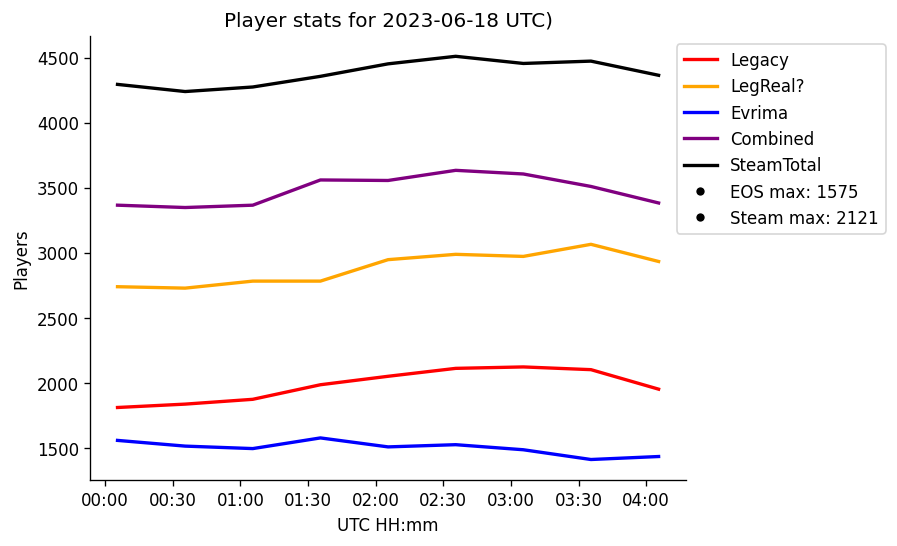 Player stats for 2023-06-18 UTC)
4500
4000
3500
3000
2500
2000
1500
Players
00:00 00:30 01:00 01:30 02:00 02:30 03:00 03:30 04:00
UTC HH:mm
Legacy
LegReal?
Evrima
Combined
SteamTotal
EOS max: 1575
Steam max: 2121